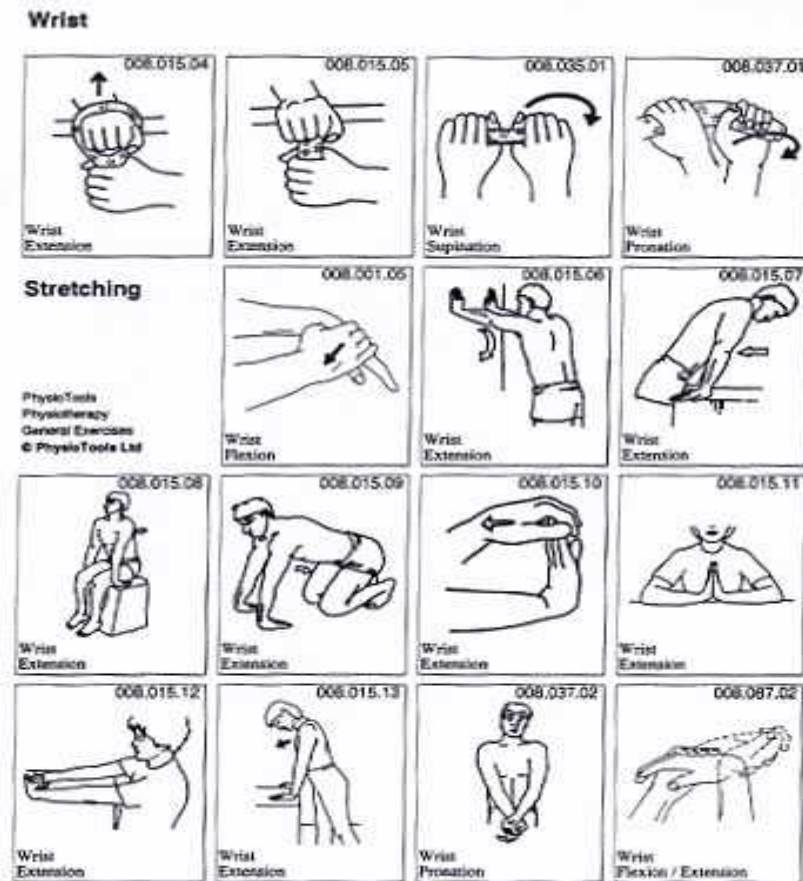 Wrist
008.015.04
Wrist
Extension
008.015.05
Wrist
Extension
008.035.01
Wrist
Supination
008.037.01
Wrist
Pronation
Stretching
PhysioTools
Physiotherapy
General Exercises
© PhysioTools Ltd
008.001.05
Wrist
Flexion
008.015.06
Wrist
Extension
008.015.07
Wrist
Extension
008.015.08
Wrist
Extension
008.015.09
Wrist
Extension
008.015.10
Wrist
Extension
008.015.11
Wrist
Extension
008.015.12
Wrist
Extension
008.015.13
Wrist
Extension
008.037.02
Wrist
Pronation
008.087.02
Wrist
Flexion / Extension